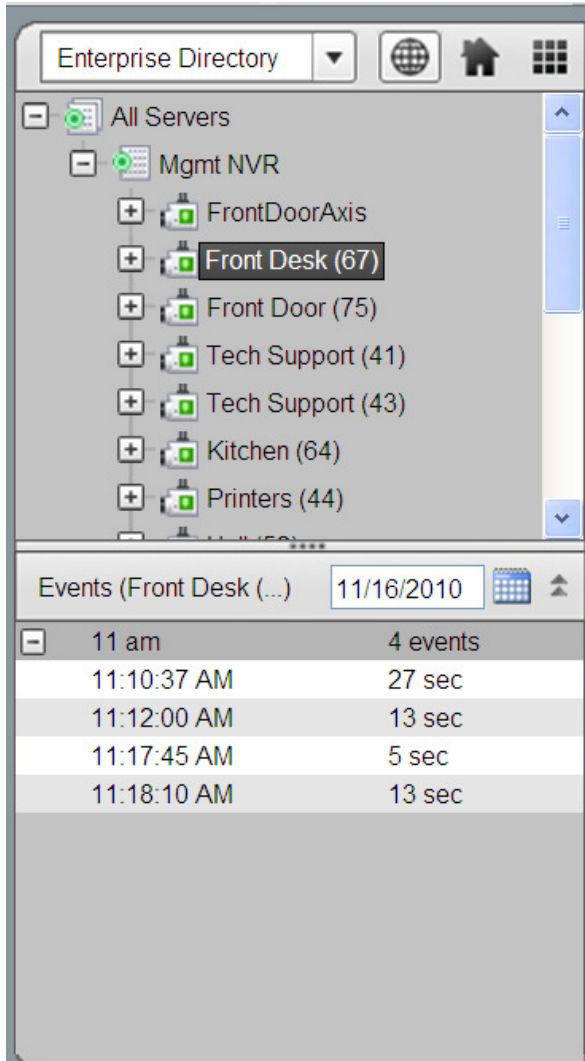 Enterprise Directory
All Servers
Mgmt NVR
FrontDoorAxis
Front Desk (67)
Front Door (75)
Tech Support (41)
Tech Support (43)
Kitchen (64)
Printers (44)
Events (Front Desk (...) 11/16/2010
11 am 4 events
11:10:37 AM 27 sec
11:12:00 AM 13 sec
11:17:45 AM 5 sec
11:18:10 AM 13 sec